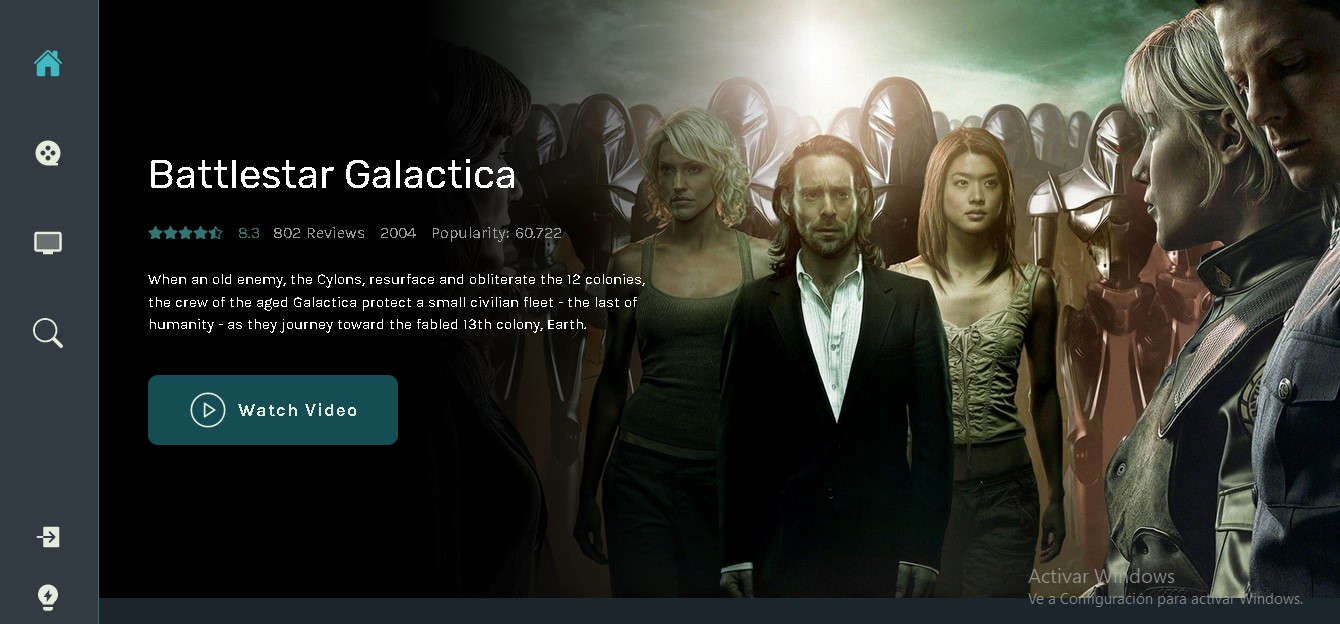 Battlestar Galactica
8.3 802 Reviews 2004 Popularity: 60.722
When an old enemy, the Cylons, resurface and obliterate the 12 colonies,
the crew of the aged Galactica protect a small civilian fleet - the last of
humanity - as they journey toward the fabled 13th colony, Earth.
Watch Video
Activar Windows
Ve a Configuración para activar Windows.